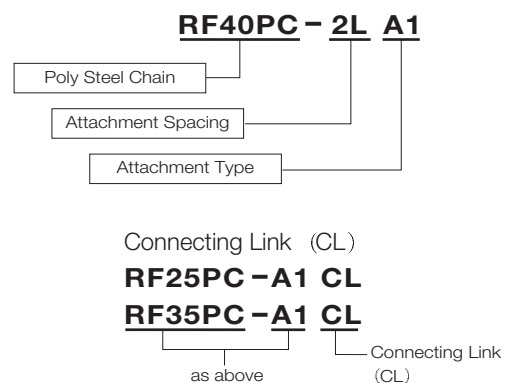 RF40PC-2L A1
Poly Steel Chain
Attachment Spacing
Attachment Type
Connecting Link (CL)
RF25PC-A1 CL
RF35PC-A1 CL
as above
Connecting Link
(CL)